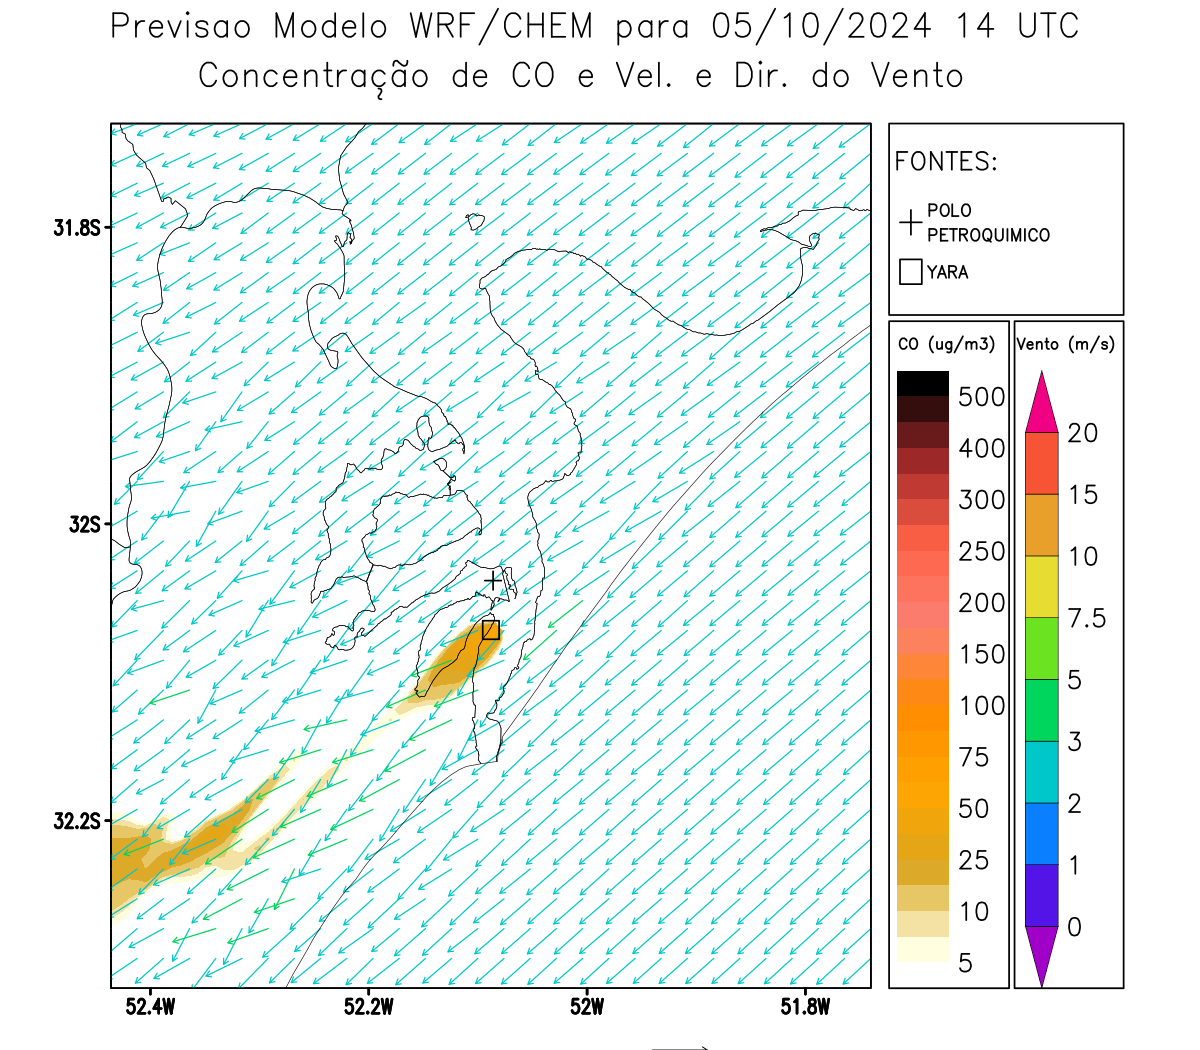 Previsao Modelo WRF/CHEM para 05/10/2024 14 UTC
Concentração de CO e Vel. e Dir. do Vento
FONTES:
POLO
PETROQUIMICO
YARA
CO (ug/m3)
500
400
300
250
200
150
100
75
50
25
10
5
Vento (m/s)
20
15
10
7.5
5
3
2
1
0
31.8S
32S
32.2S
52.4W
52.2W
52W
51.8W